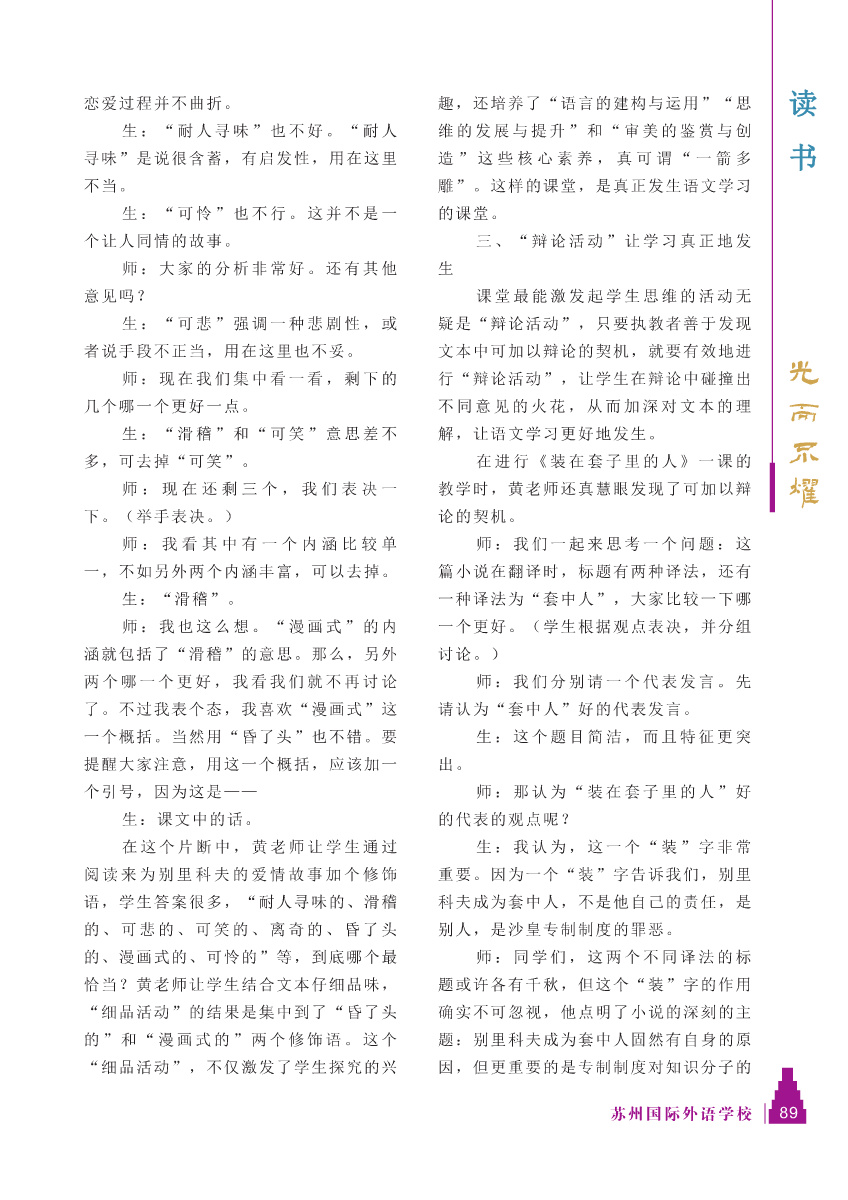 恋爱过程并不曲折。
生：“耐人寻味”也不好。“耐人
寻味”是说很含蓄，有启发性，用在这里
不当。
生：“可怜”也不行。这并不是一
个让人同情的故事。
师：大家的分析非常好。还有其他
意见吗？
生：“可悲”强调一种悲剧性，或
者说手段不正当，用在这里也不妥。
师：现在我们集中看一看，剩下的
几个哪一个更好一点。
生：“滑稽”和“可笑”意思差不
多，可去掉“可笑”。
师：现在还剩三个，我们表决一
下。（举手表决。）
师：我看其中有一个内涵比较单
一，不如另外两个内涵丰富，可以去掉。
生：“滑稽”。
师：我也这么想。“漫画式”的内
涵就包括了“滑稽”的意思。那么，另外
两个哪一个更好，我看我们就不再讨论
了。不过我表个态，我喜欢“漫画式”这
一个概括。当然用“昏了头”也不错。要
提醒大家注意，用这一个概括，应该加一
个引号，因为这是——
生：课文中的话。
在这个片断中，黄老师让学生通过
阅读来为别里科夫的爱情故事加个修饰
语，学生答案很多，“耐人寻味的、滑稽
的、可悲的、可笑的、离奇的、昏了头
的、漫画式的、可怜的”等，到底哪个最
恰当？黄老师让学生结合文本仔细品味，
“细品活动”的结果是集中到了“昏了头
的”和“漫画式的”两个修饰语。这个
“细品活动”，不仅激发了学生探究的兴
趣，还培养了“语言的建构与运用”“思
维的发展与提升”和“审美的鉴赏与创
造”这些核心素养，真可谓“一箭多
雕”。这样的课堂，是真正发生语文学习
的课堂。
三、“辩论活动”让学习真正地发
生
课堂最能激发起学生思维的活动无
疑是“辩论活动”，只要执教者善于发现
文本中可加以辩论的契机，就要有效地进
行“辩论活动”，让学生在辩论中碰撞出
不同意见的火花，从而加深对文本的理
解，让语文学习更好地发生。
在进行《装在套子里的人》一课的
教学时，黄老师还真慧眼发现了可加以辩
论的契机。
师：我们一起来思考一个问题：这
篇小说在翻译时，标题有两种译法，还有
一种译法为“套中人”，大家比较一下哪
一个更好。（学生根据观点表决，并分组
讨论。）
师：我们分别请一个代表发言。先
请认为“套中人”好的代表发言。
生：这个题目简洁，而且特征更突
出。
师：那认为“装在套子里的人”好
的代表的观点呢？
生：我认为，这一个“装”字非常
重要。因为一个“装”字告诉我们，别里
科夫成为套中人，不是他自己的责任，是
别人，是沙皇专制制度的罪恶。
师：同学们，这两个不同译法的标
题或许各有千秋，但这个“装”字的作用
确实不可忽视，他点明了小说的深刻的主
题：别里科夫成为套中人固然有自身的原
因，但更重要的是专制制度对知识分子的
读书
光而不耀
苏州国际外语学校 89